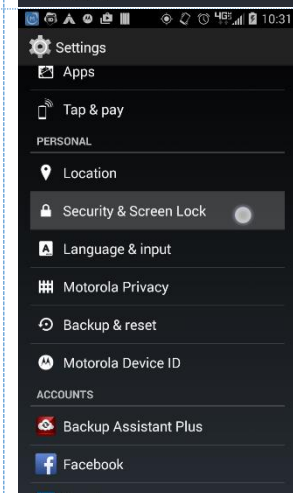 4G 10:31
Settings
Apps
Tap & pay
PERSONAL
Location
Security & Screen Lock
A Language & input
Motorola Privacy
Backup & reset
Motorola Device ID
ACCOUNTS
Backup Assistant Plus
Facebook